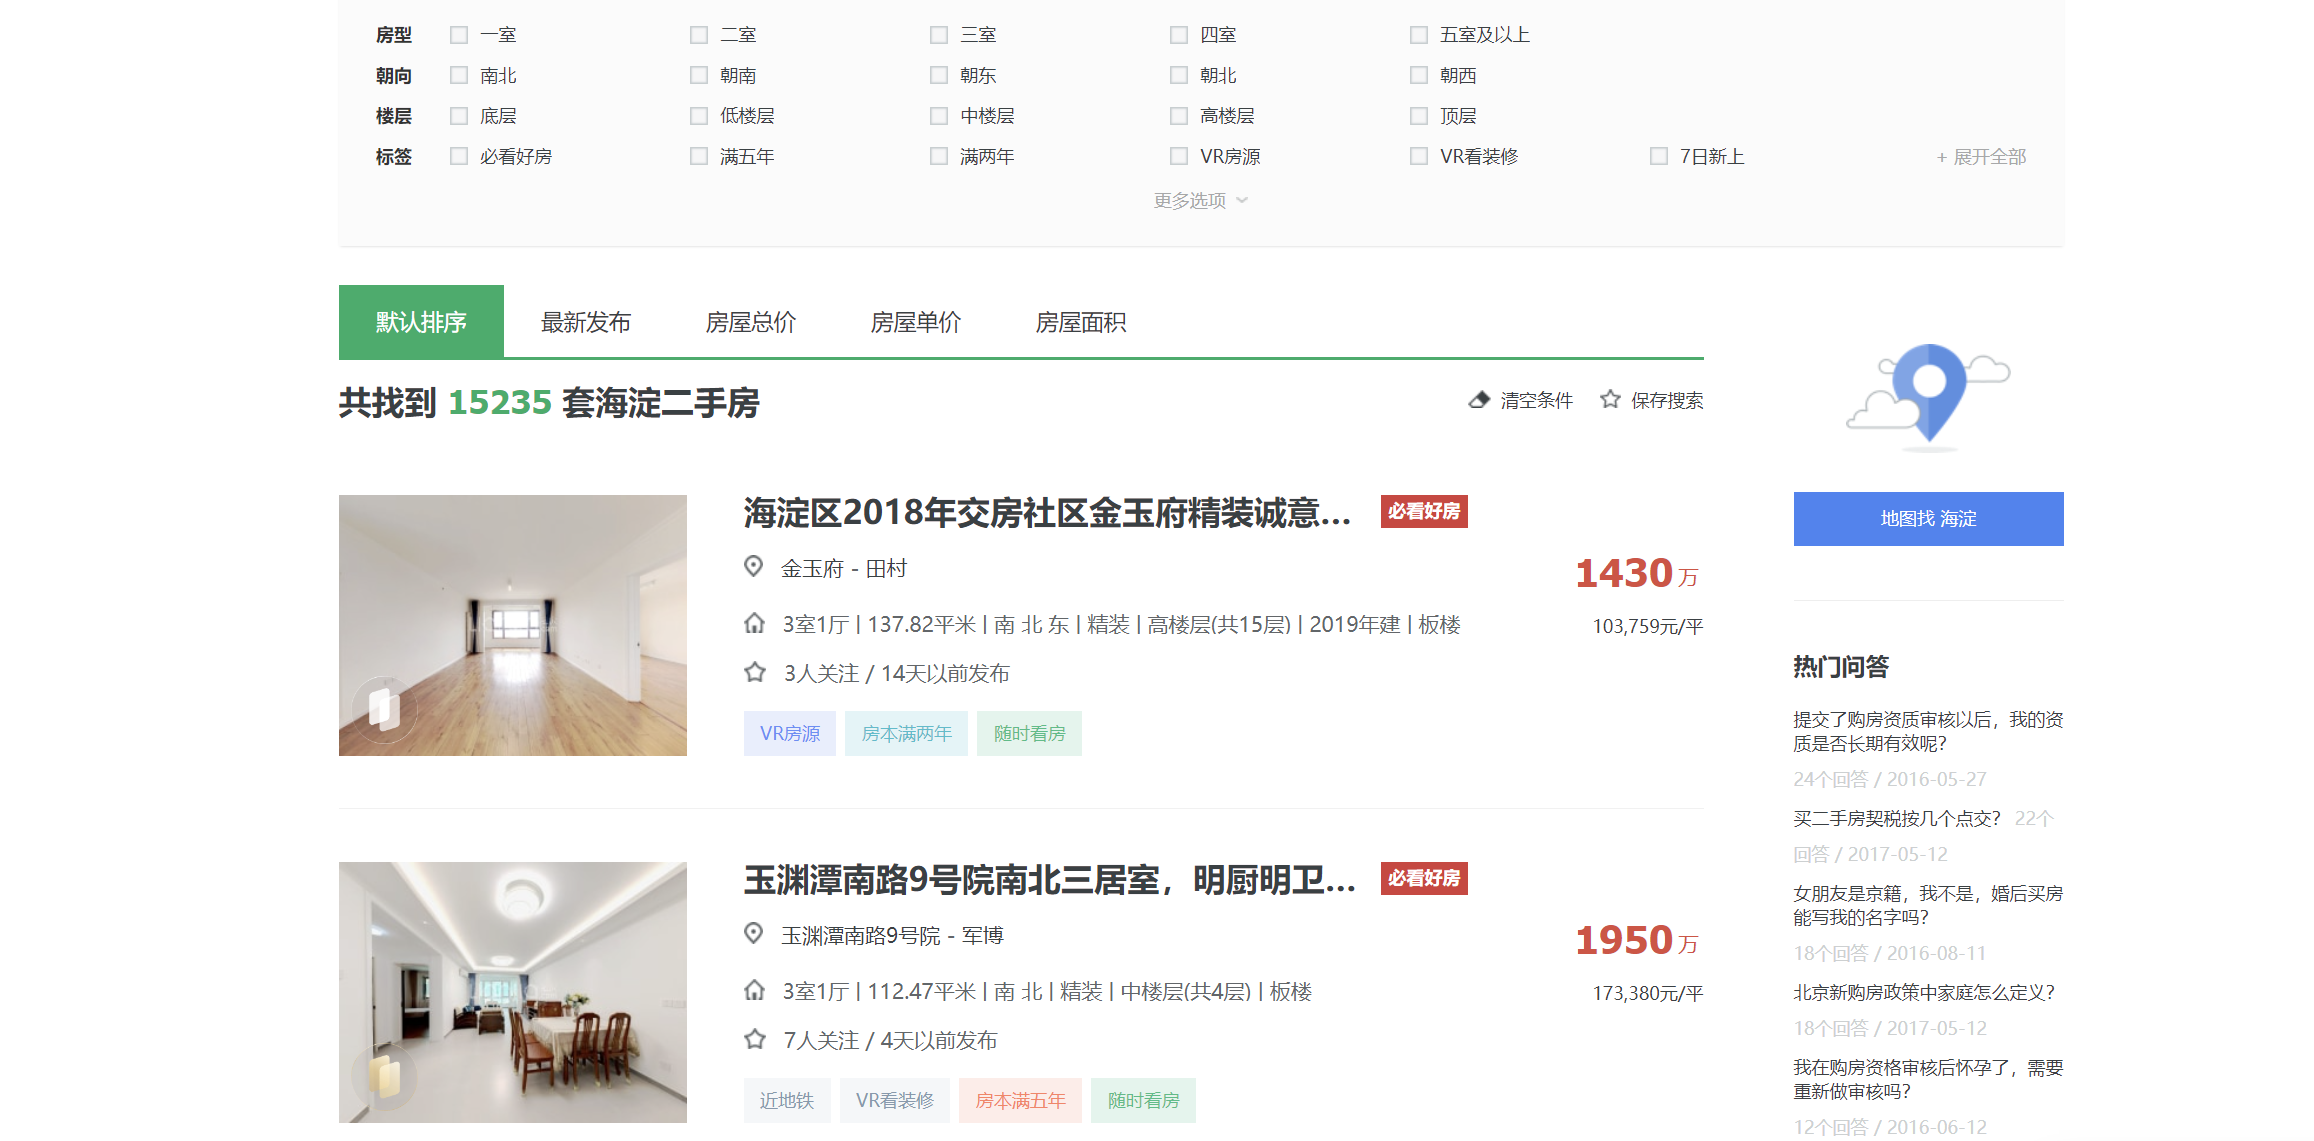 房型 一室 二室 三室 四室 五室及以上
朝向 南北 朝南 朝东 朝北 朝西
楼层 底层 低楼层 中楼层 高楼层 顶层
标签 必看好房 满五年 满两年 VR房源 VR看装修 7日新上 + 展开全部
更多选项
默认排序 最新发布 房屋总价 房屋单价 房屋面积
共找到 15235 套海淀二手房
清空条件 保存搜索
海淀区2018年交房社区金玉府精装诚意... 必看好房
金玉府 - 田村
1430万
3室1厅 | 137.82平米 | 南 北 东 | 精装 | 高楼层(共15层) | 2019年建 | 板楼
103,759元/平
3人关注 / 14天以前发布
VR房源 房本满两年 随时看房
玉渊潭南路9号院南北三居室，明厨明卫... 必看好房
玉渊潭南路9号院 - 军博
1950万
3室1厅 | 112.47平米 | 南 北 | 精装 | 中楼层(共4层) | 板楼
173,380元/平
7人关注 / 4天以前发布
近地铁 VR看装修 房本满五年 随时看房
地图找 海淀
热门问答
提交了购房资质审核以后，我的资
质是否长期有效呢？
24个回答 / 2016-05-27
买二手房契税按几个点交？ 22个
回答 / 2017-05-12
女朋友是京籍，我不是，婚后买房
能写我的名字吗？
18个回答 / 2016-08-11
北京新购房政策中家庭怎么定义？
18个回答 / 2017-05-12
我在购房资格审核后怀孕了，需要
重新做审核吗？
12个回答 / 2016-06-12